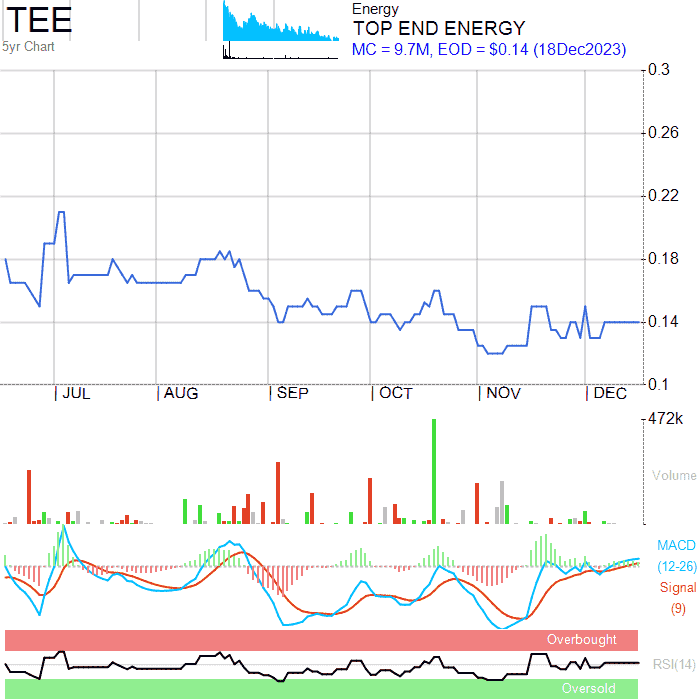 TEE
5yr Chart
Energy
TOP END ENERGY
MC = 9.7M, EOD = $0.14 (18Dec2023)
0.3
0.26
0.22
0.18
0.14
0.1
JUL
AUG
SEP
OCT
NOV
DEC
472k
Volume
MACD
(12-26)
Signal
(9)
Overbought
RSI(14)
Oversold